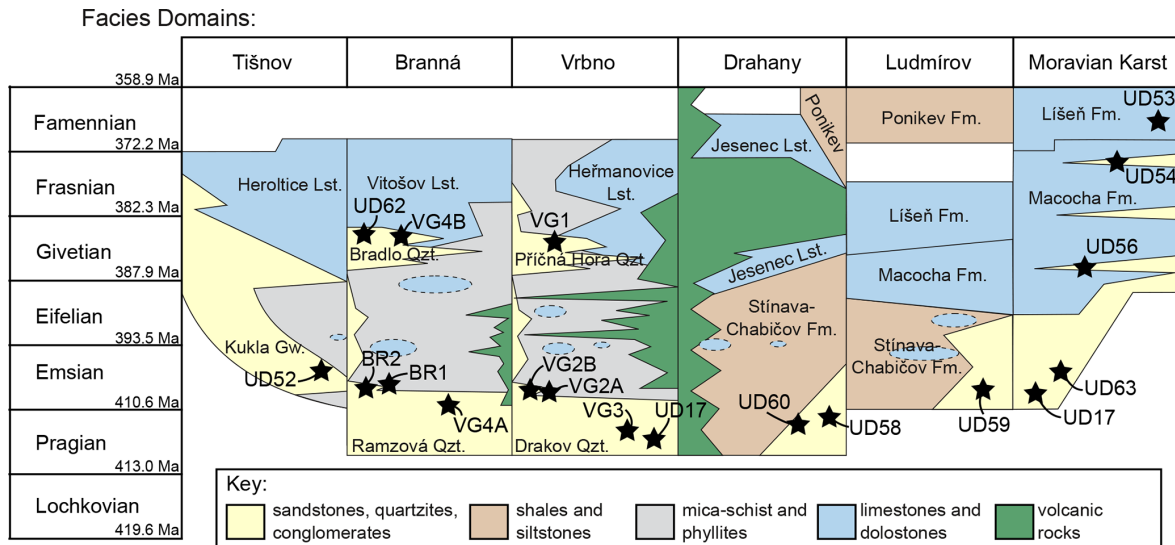 Facies Domains:
Tišnov
Branná
Vrbno
Drahany
Ludmírov
Moravian Karst
358.9 Ma
Famennian
372.2 Ma
Frasnian
382.3 Ma
Givetian
387.9 Ma
Eifelian
393.5 Ma
Emsian
410.6 Ma
Pragian
413.0 Ma
Lochkovian
419.6 Ma
Heroltice Lst.
Kukla Gw.
UD52
Vitošov Lst.
UD62
VG4B
Bradlo Qzt.
BR2
BR1
VG4A
Ramzová Qzt.
Heřmanovice
Lst.
VG1
Příčná Hora Qzt.
VG2B
VG2A
VG3
UD17
Drakov Qzt.
Ponikev
Jesenec Lst.
Jesenec Lst.
Stínava-
Chabičov Fm.
UD60
UD58
Ponikev Fm.
Líšeň Fm.
Macocha Fm.
Stínava-
Chabičov Fm.
UD59
UD53
Líšeň Fm.
UD54
Macocha Fm.
UD56
UD63
UD17
Key:
sandstones, quartzites,
conglomerates
shales and
siltstones
mica-schist and
phyllites
limestones and
dolostones
volcanic
rocks